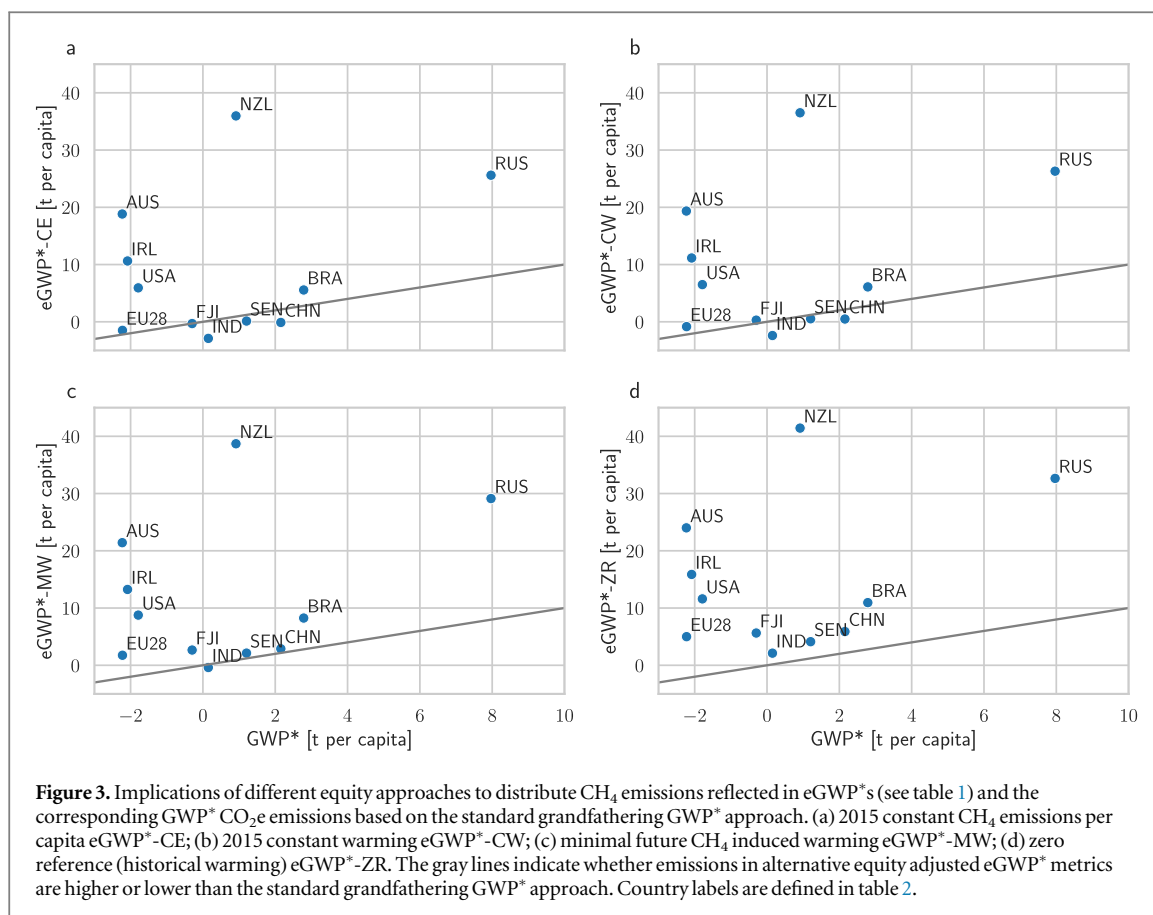 a
40
30
20
10
0
eGWP*-CE [t per capita]
NZL
RUS
AUS
IRL
USA
BRA
EU28
FJI
IND
SEN
CHN
b
40
30
20
10
0
eGWP*-CW [t per capita]
NZL
RUS
AUS
IRL
USA
BRA
EU28
FJI
IND
SEN
CHN
c
40
30
20
10
0
eGWP*-MW [t per capita]
NZL
RUS
AUS
IRL
USA
BRA
EU28
FJI
IND
SEN
CHN
−2 0 2 4 6 8 10
GWP* [t per capita]
d
40
30
20
10
0
eGWP*-ZR [t per capita]
NZL
RUS
AUS
IRL
USA
BRA
EU28
FJI
IND
SEN
CHN
−2 0 2 4 6 8 10
GWP* [t per capita]
Figure 3. Implications of different equity approaches to distribute CH₄ emissions reflected in eGWP*s (see table 1) and the
corresponding GWP* CO₂e emissions based on the standard grandfathering GWP* approach. (a) 2015 constant CH₄ emissions per
capita eGWP*-CE; (b) 2015 constant warming eGWP*-CW; (c) minimal future CH₄ induced warming eGWP*-MW; (d) zero
reference (historical warming) eGWP*-ZR. The gray lines indicate whether emissions in alternative equity adjusted eGWP* metrics
are higher or lower than the standard grandfathering GWP* approach. Country labels are defined in table 2.